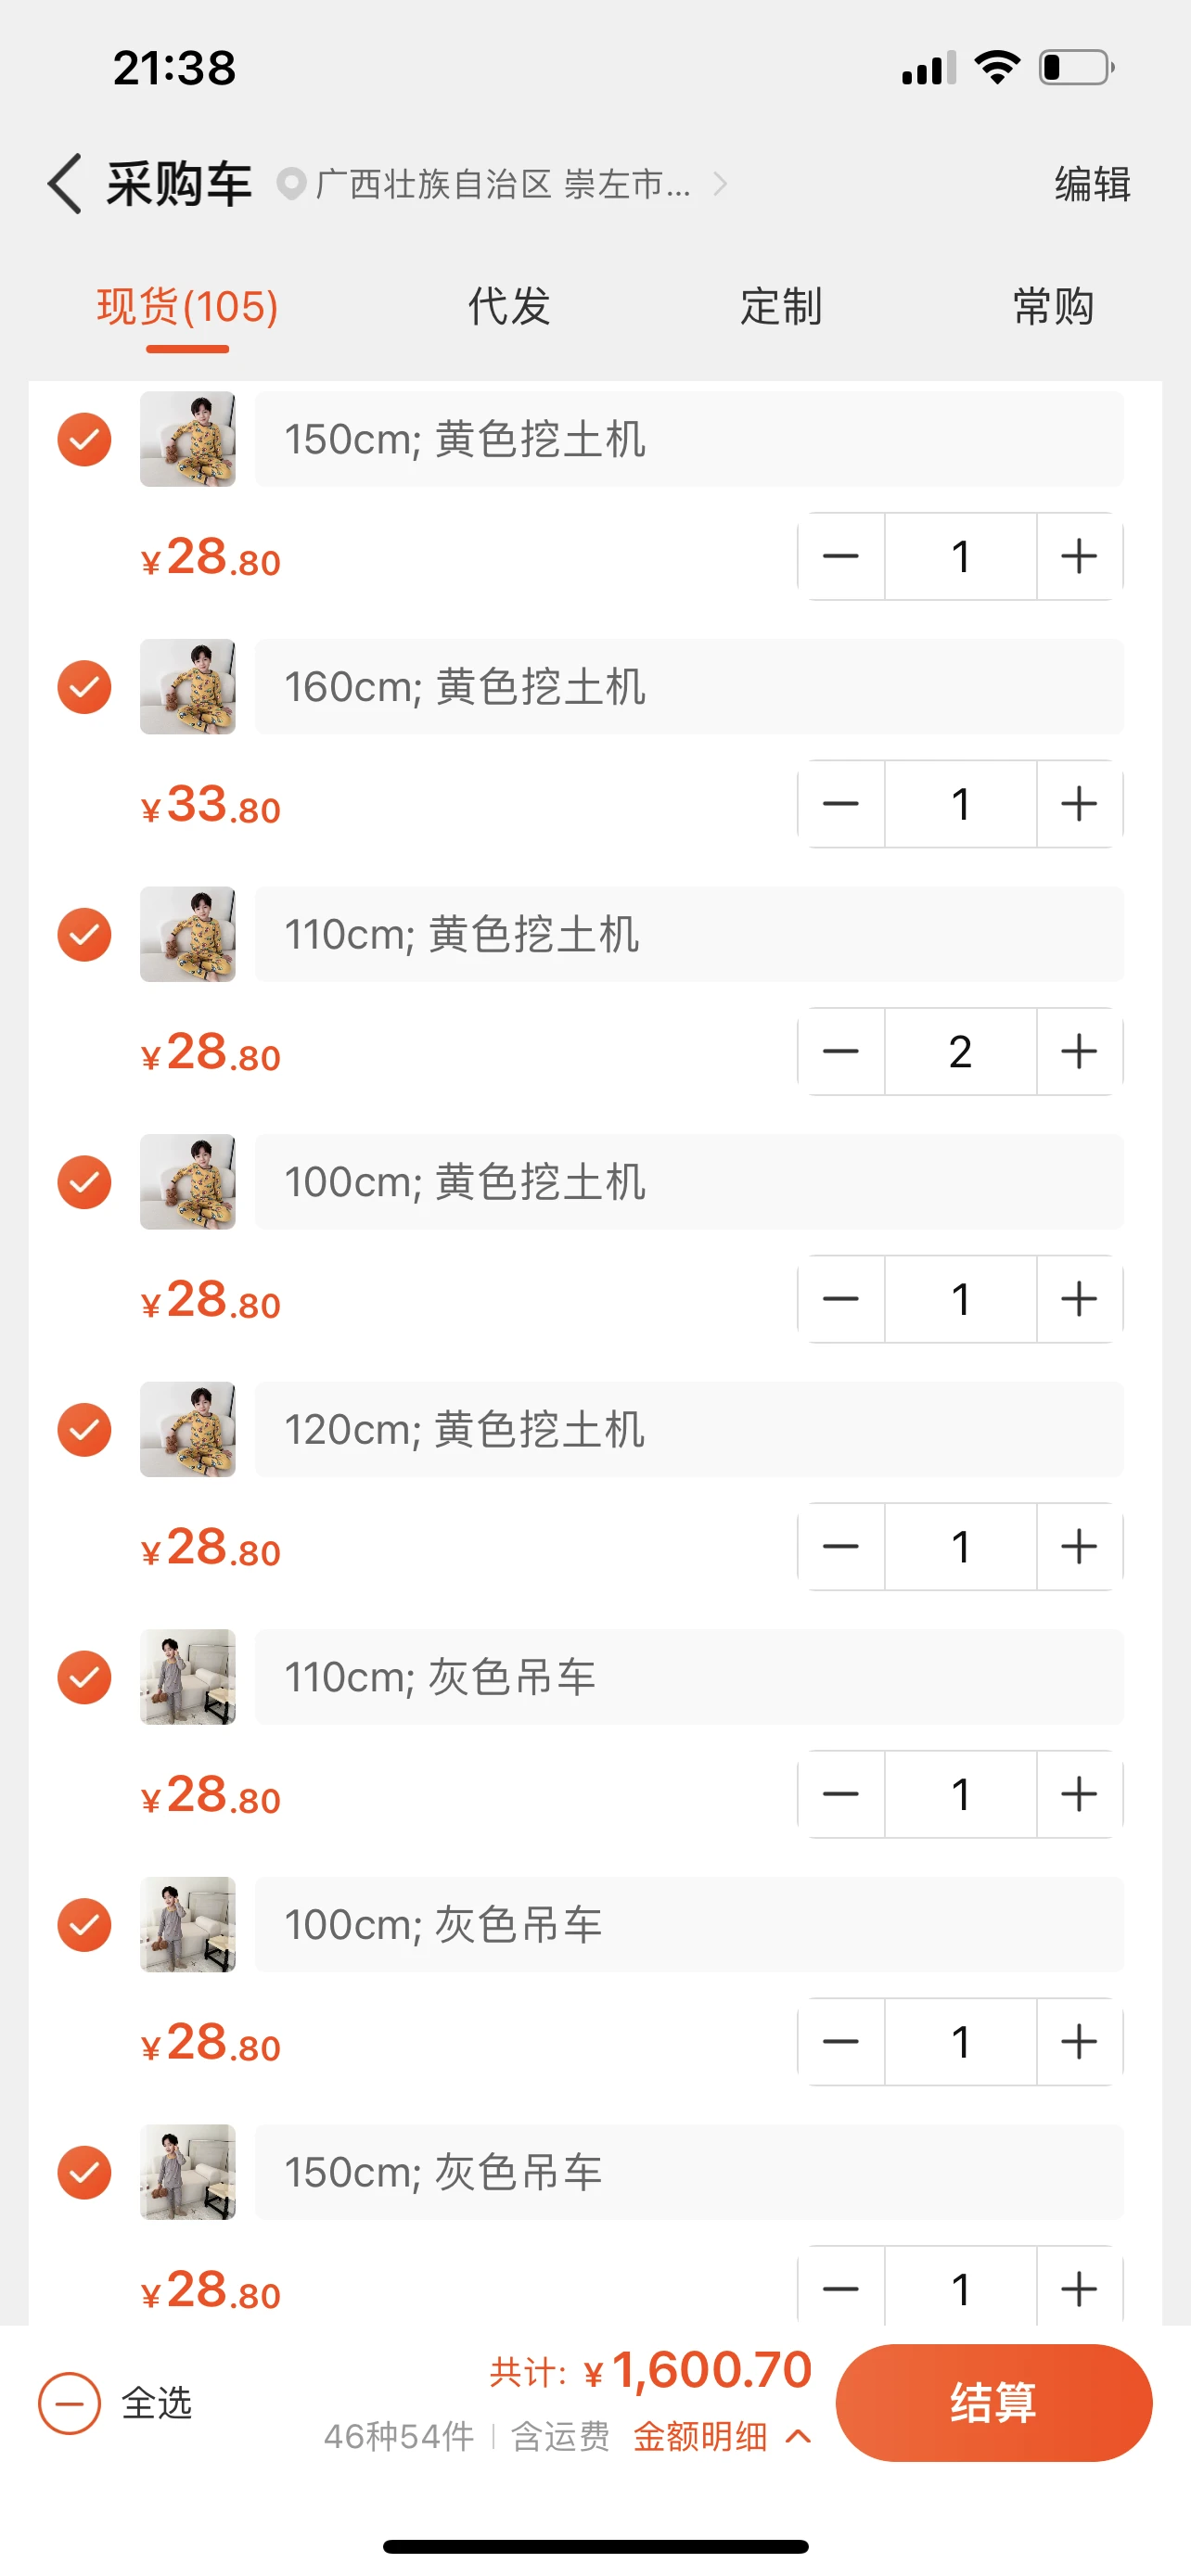 21:38
采购车 广西壮族自治区 崇左市... 编辑
现货(105) 代发 定制 常购
150cm; 黄色挖土机
¥28.80 1
160cm; 黄色挖土机
¥33.80 1
110cm; 黄色挖土机
¥28.80 2
100cm; 黄色挖土机
¥28.80 1
120cm; 黄色挖土机
¥28.80 1
110cm; 灰色吊车
¥28.80 1
100cm; 灰色吊车
¥28.80 1
150cm; 灰色吊车
¥28.80 1
共计: ¥1,600.70
全选 结算
46种54件 含运费 金额明细